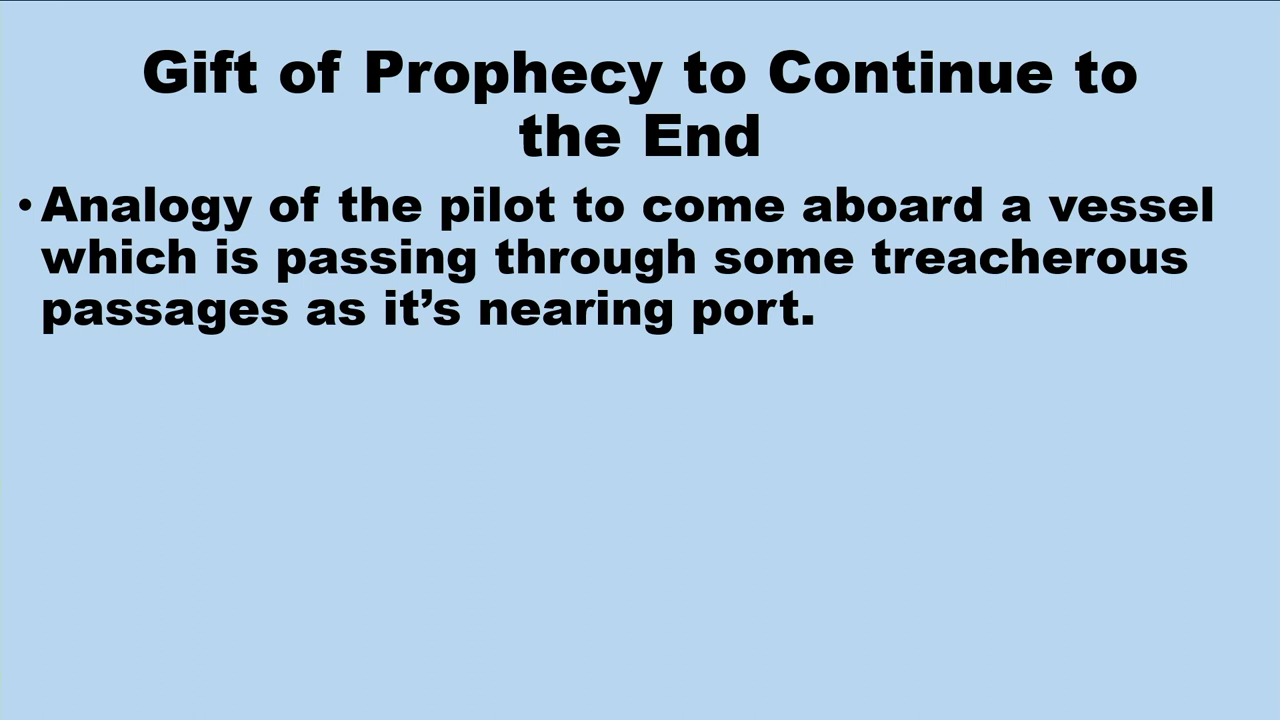 Gift of Prophecy to Continue to
the End
• Analogy of the pilot to come aboard a vessel
which is passing through some treacherous
passages as it’s nearing port.